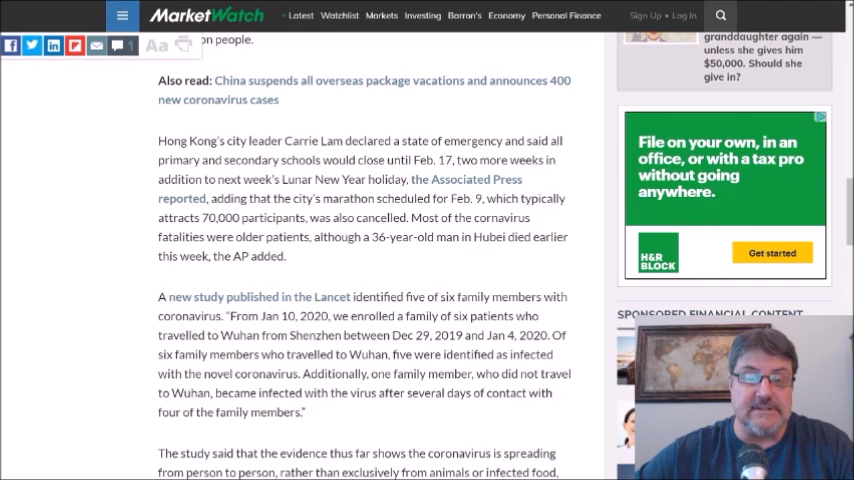 MarketWatch
Latest Watchlist Markets Investing Barron's Economy Personal Finance
Sign Up • Log In
on people.
1
Aa
granddaughter again —
unless she gives him
$50,000. Should she
give in?
Also read: China suspends all overseas package vacations and announces 400
new coronavirus cases
Hong Kong's city leader Carrie Lam declared a state of emergency and said all
primary and secondary schools would close until Feb. 17, two more weeks in
addition to next week's Lunar New Year holiday, the Associated Press
reported, adding that the city's marathon scheduled for Feb. 9, which typically
attracts 70,000 participants, was also cancelled. Most of the cornavirus
fatalities were older patients, although a 36-year-old man in Hubei died earlier
this week, the AP added.
A new study published in the Lancet identified five of six family members with
coronavirus. "From Jan 10, 2020, we enrolled a family of six patients who
travelled to Wuhan from Shenzhen between Dec 29, 2019 and Jan 4, 2020. Of
six family members who travelled to Wuhan, five were identified as infected
with the novel coronavirus. Additionally, one family member, who did not travel
to Wuhan, became infected with the virus after several days of contact with
four of the family members."
The study said that the evidence thus far shows the coronavirus is spreading
from person to person, rather than exclusively from animals or infected food,
File on your own, in an
office, or with a tax pro
without going
anywhere.
H&R
BLOCK
Get started
SPONSORED FINANCIAL CONTENT